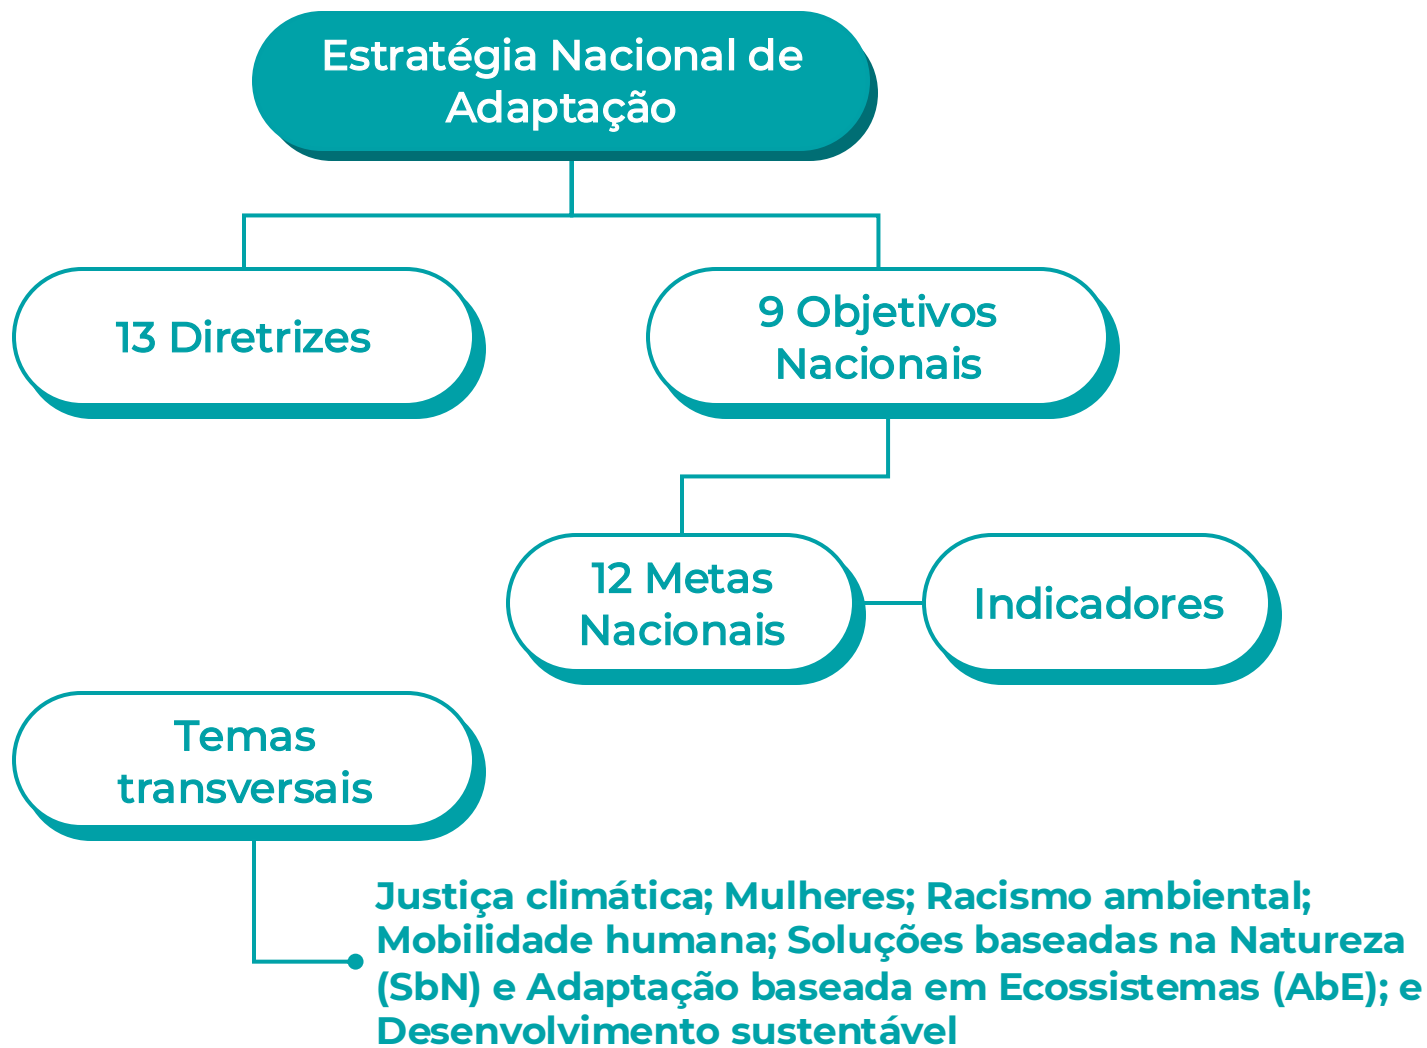 Estratégia Nacional de
Adaptação
13 Diretrizes
9 Objetivos
Nacionais
12 Metas
Nacionais
Indicadores
Temas
transversais
Justiça climática; Mulheres; Racismo ambiental;
Mobilidade humana; Soluções baseadas na Natureza
(SbN) e Adaptação baseada em Ecossistemas (AbE); e
Desenvolvimento sustentável